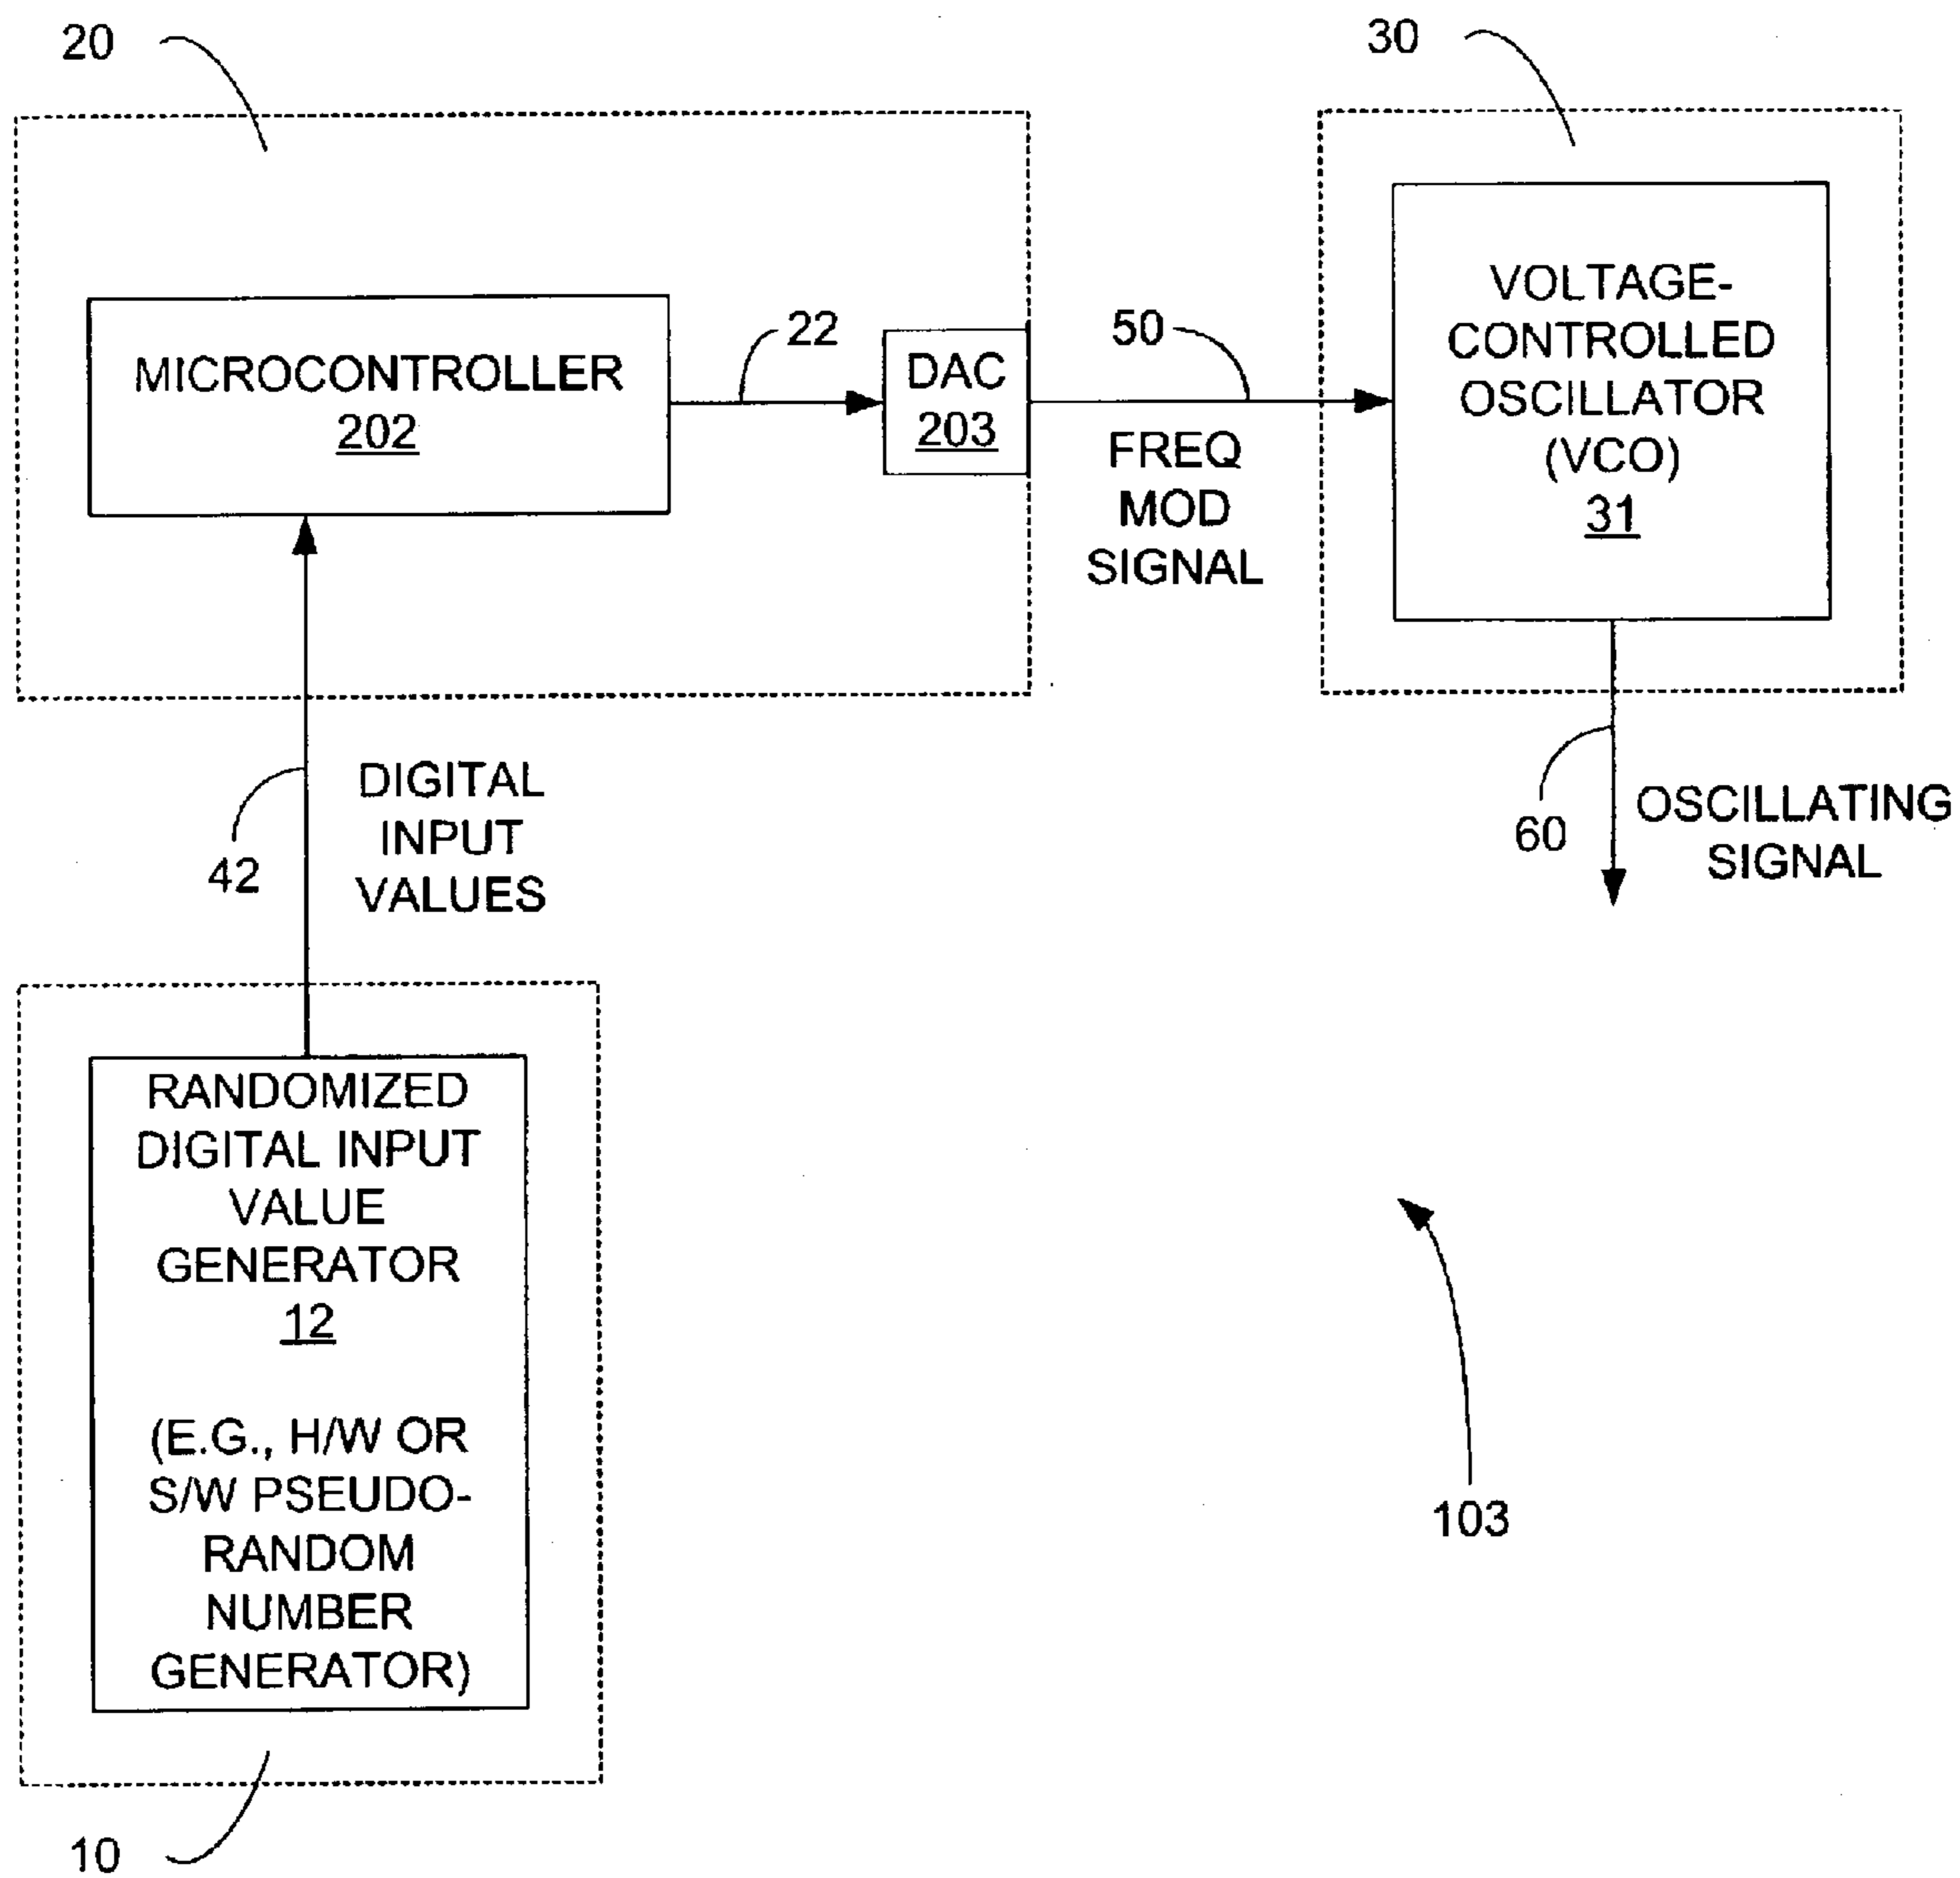 20
30
MICROCONTROLLER
202
22
DAC
203
50
FREQ
MOD
SIGNAL
VOLTAGE-
CONTROLLED
OSCILLATOR
(VCO)
31
42
DIGITAL
INPUT
VALUES
60
OSCILLATING
SIGNAL
RANDOMIZED
DIGITAL INPUT
VALUE
GENERATOR
12
(E.G., H/W OR
S/W PSEUDO-
RANDOM
NUMBER
GENERATOR)
103
10